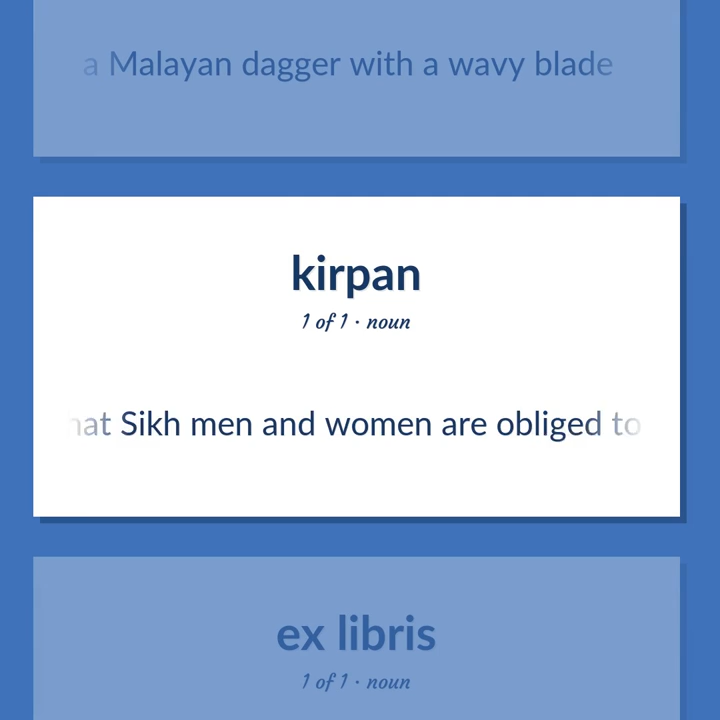 a Malayan dagger with a wavy blade
kirpan
1 of 1 · noun
Sikh men and women are obliged to
ex libris
1 of 1 · noun